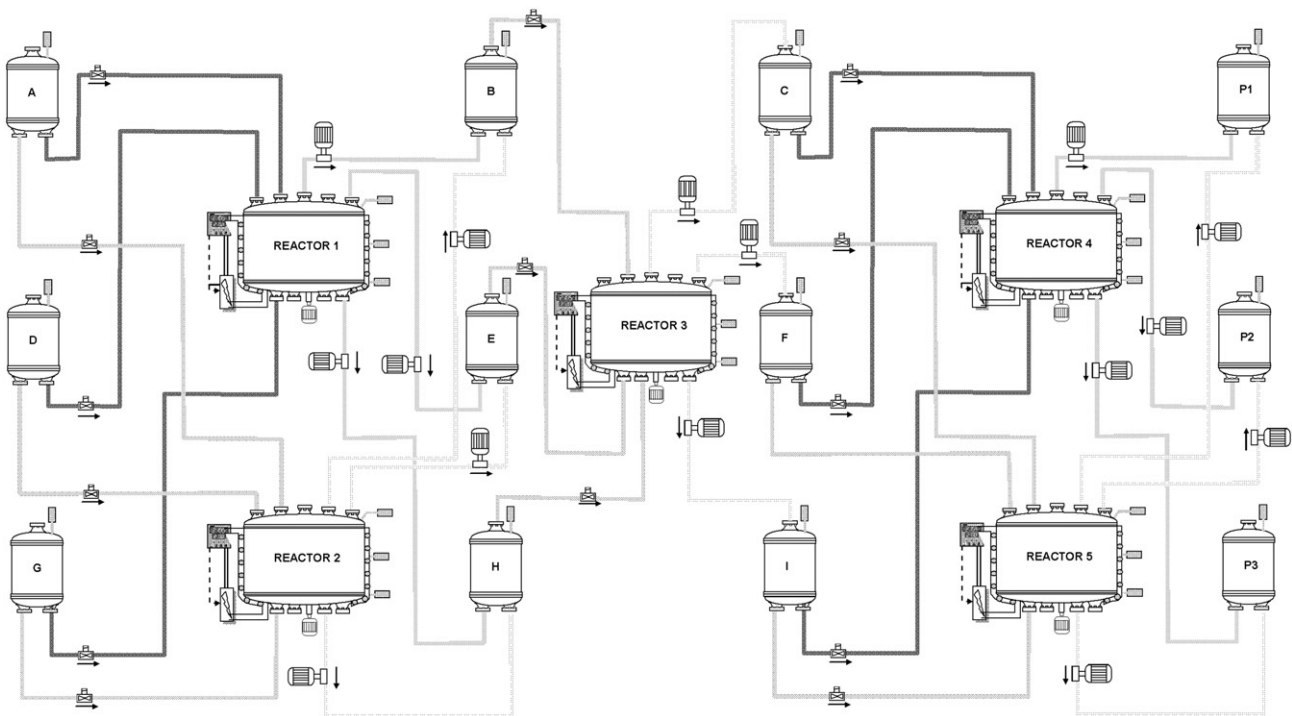 A
B
C
P1
REACTOR 1
REACTOR 4
D
E
REACTOR 3
F
P2
G
REACTOR 2
H
I
REACTOR 5
P3